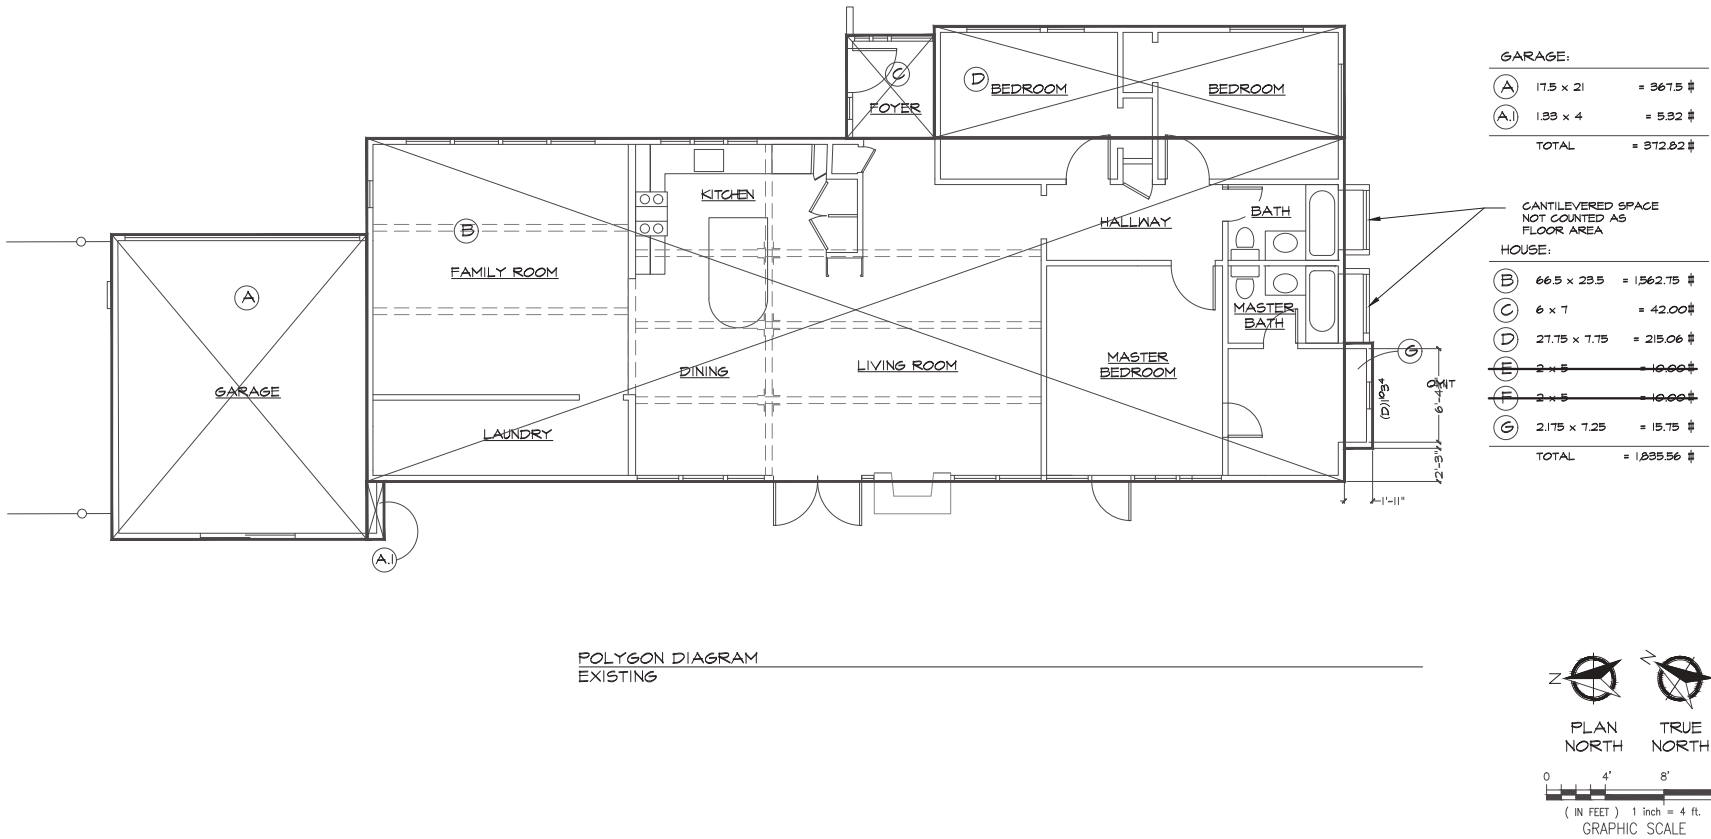 GARAGE:
A 17.5 x 21 = 367.5 ⋕
A.1 1.33 x 4 = 5.32 ⋕
TOTAL = 372.82 ⋕
C
D
BEDROOM
BEDROOM
FOYER
KITCHEN
B
FAMILY ROOM
HALLWAY
BATH
CANTILEVERED SPACE
NOT COUNTED AS
FLOOR AREA
HOUSE:
B 66.5 x 23.5 = 1,562.75 ⋕
C 6 x 7 = 42.00 ⋕
D 27.75 x 7.75 = 215.06 ⋕
E 2 x 5 = 10.00 ⋕
F 2 x 5 = 10.00 ⋕
G 2.175 x 7.25 = 15.75 ⋕
TOTAL = 1,835.56 ⋕
A
GARAGE
MASTER
BATH
G
DINING
LIVING ROOM
MASTER
BEDROOM
LAUNDRY
2'-3"
1'-11"
A.1
POLYGON DIAGRAM
EXISTING
N
N
PLAN
NORTH
TRUE
NORTH
0 4' 8'
( IN FEET ) 1 inch = 4 ft.
GRAPHIC SCALE